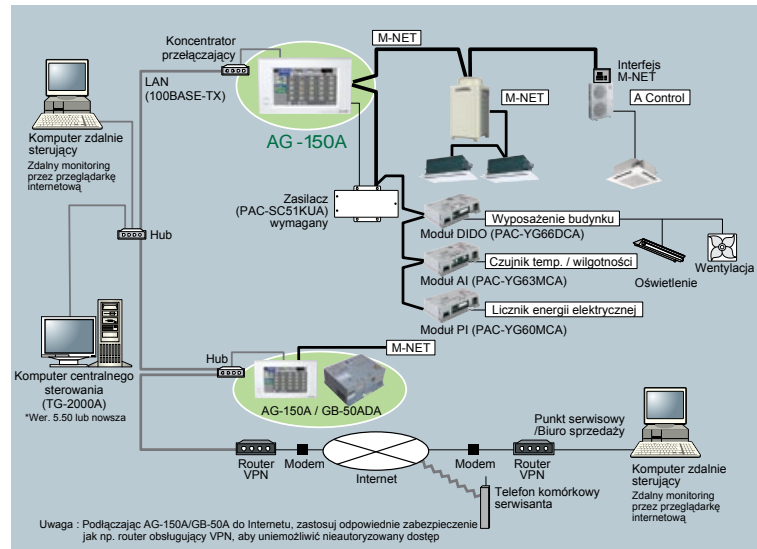 Koncentrator
przełączający
LAN
(100BASE-TX)
M-NET
Interfejs
M-NET
M-NET
A Control
AG-150A
Komputer zdalnie
sterujący
Zdalny monitoring
przez przeglądarkę
internetową
Zasilacz
(PAC-SC51KUA)
wymagany
Wyposażenie budynku
Moduł DIDO (PAC-YG66DCA)
Hub
Czujnik temp. / wilgotności
Moduł AI (PAC-YG63MCA)
Oświetlenie
Wentylacja
Licznik energii elektrycznej
Moduł PI (PAC-YG60MCA)
M-NET
Hub
Komputer centralnego
sterowania
(TG-2000A)
*Wer. 5.50 lub nowsza
AG-150A / GB-50ADA
Punkt serwisowy
/Biuro sprzedaży
Router
VPN
Modem
Internet
Modem
Router
VPN
Komputer zdalnie
sterujący
Zdalny monitoring
przez przeglądarkę
internetową
Telefon komórkowy
serwisanta
Uwaga : Podłączając AG-150A/GB-50A do Internetu, zastosuj odpowiednie zabezpieczenie
jak np. router obsługujący VPN, aby uniemożliwić nieautoryzowany dostęp